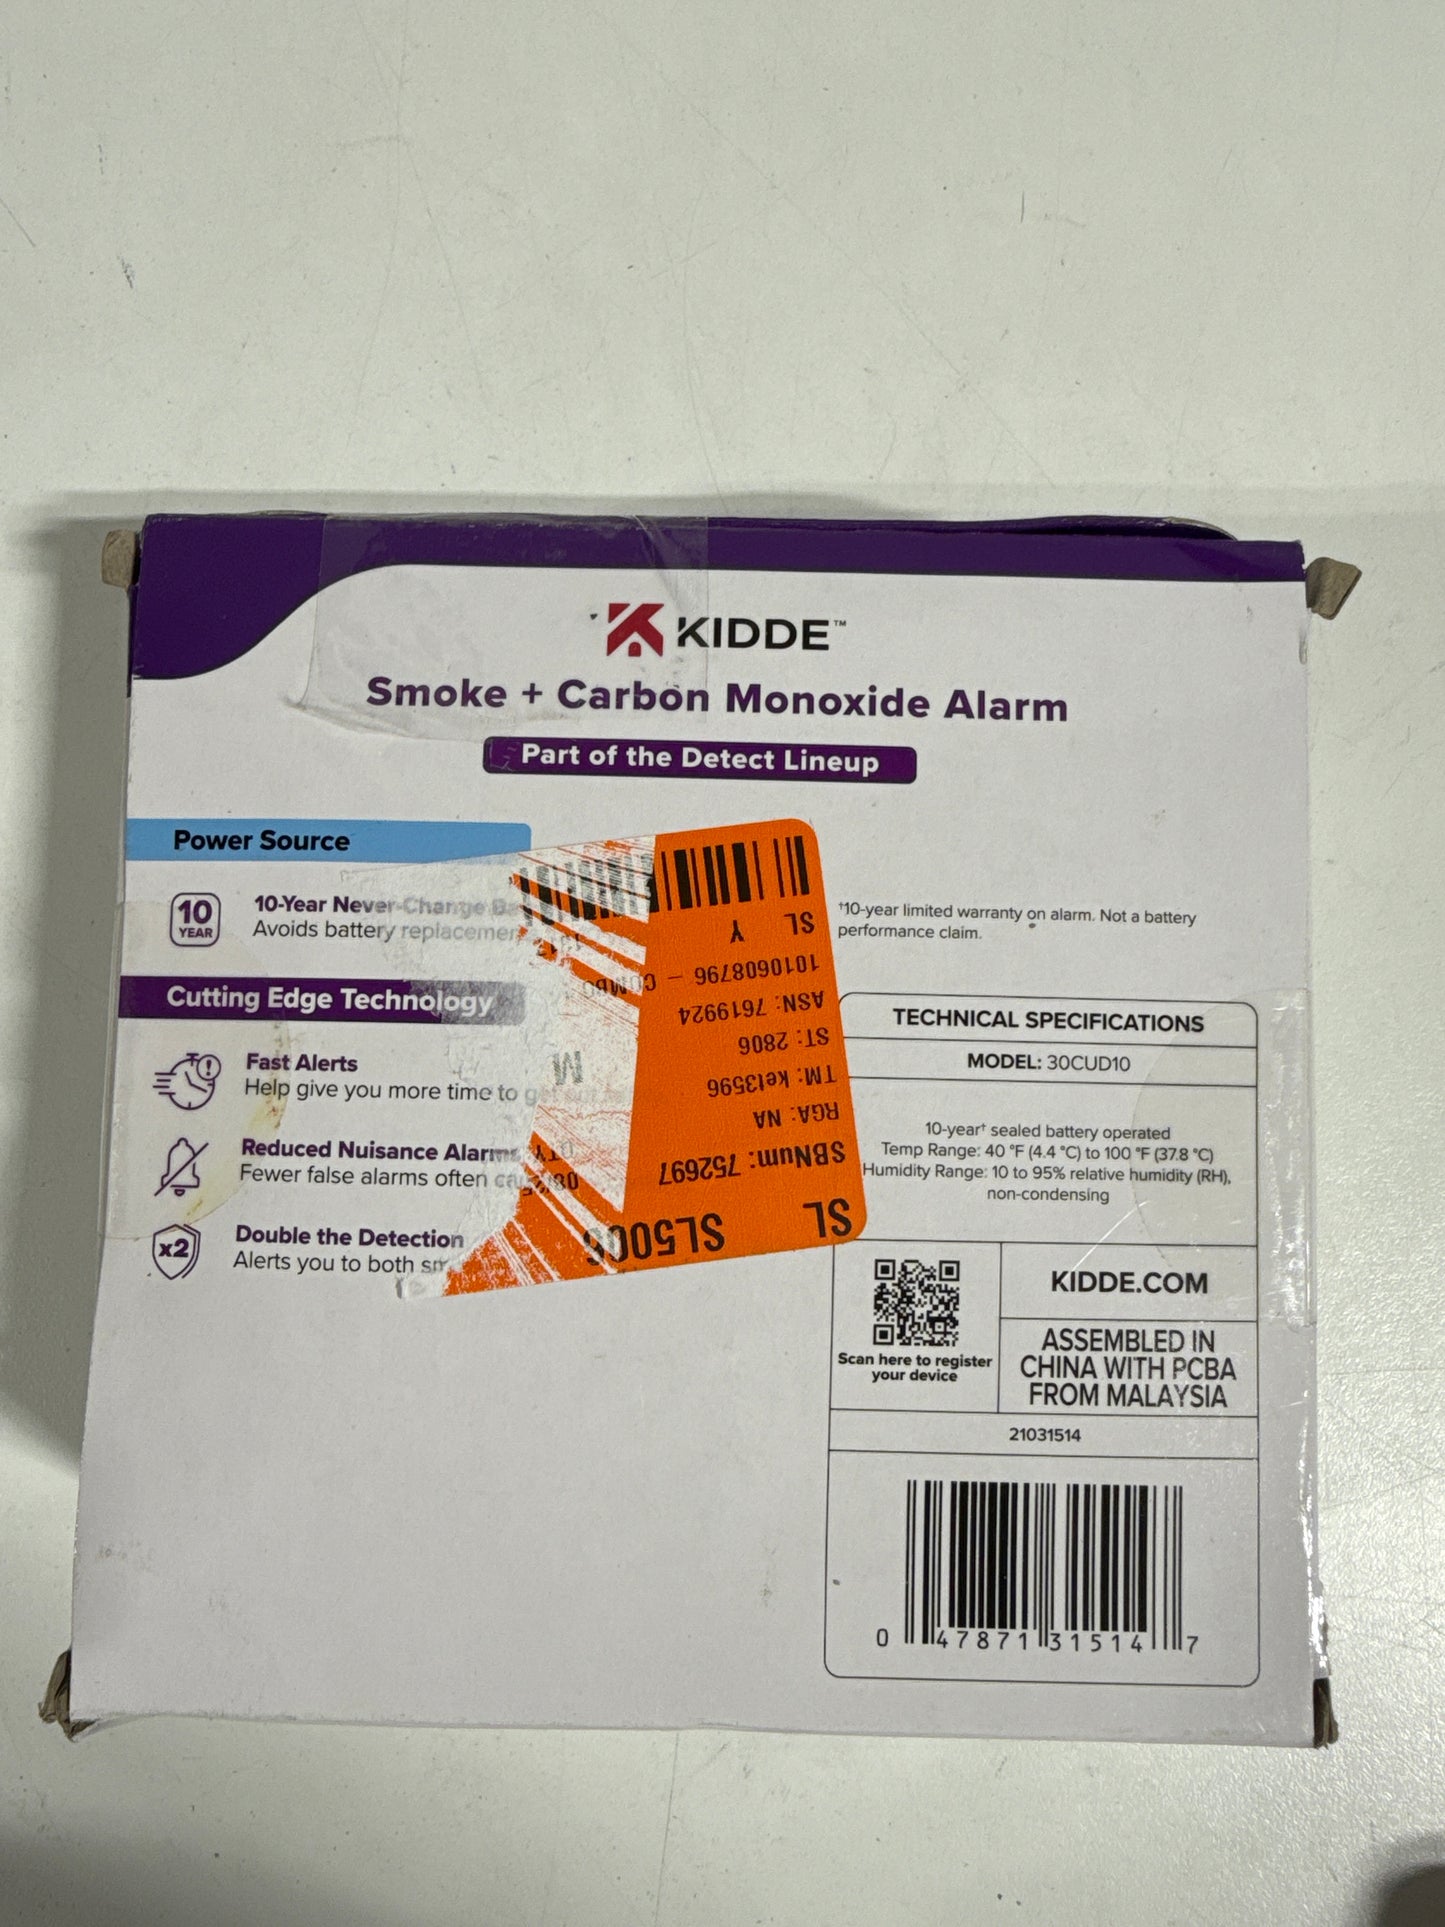 KIDDE™
Smoke + Carbon Monoxide Alarm
Part of the Detect Lineup
Power Source
10
YEAR
10-Year Never-Change
Avoids battery replacemen
Cutting Edge Technology
Fast Alerts
Help give you more time to
Reduced Nuisance Alarms
Fewer false alarms often
x2
Double the Detection
Alerts you to both
SL
Y
1010608796 - COMBO
ASN: 7619924
ST: 2806
TM: kel3596
RGA: NA
SBNum: 752697
M
SL SL5006
†10-year limited warranty on alarm. Not a battery
performance claim.
TECHNICAL SPECIFICATIONS
MODEL: 30CUD10
10-year† sealed battery operated
Temp Range: 40 °F (4.4 °C) to 100 °F (37.8 °C)
Humidity Range: 10 to 95% relative humidity (RH),
non-condensing
Scan here to register
your device
KIDDE.COM
ASSEMBLED IN
CHINA WITH PCBA
FROM MALAYSIA
21031514
0 47871 31514 7